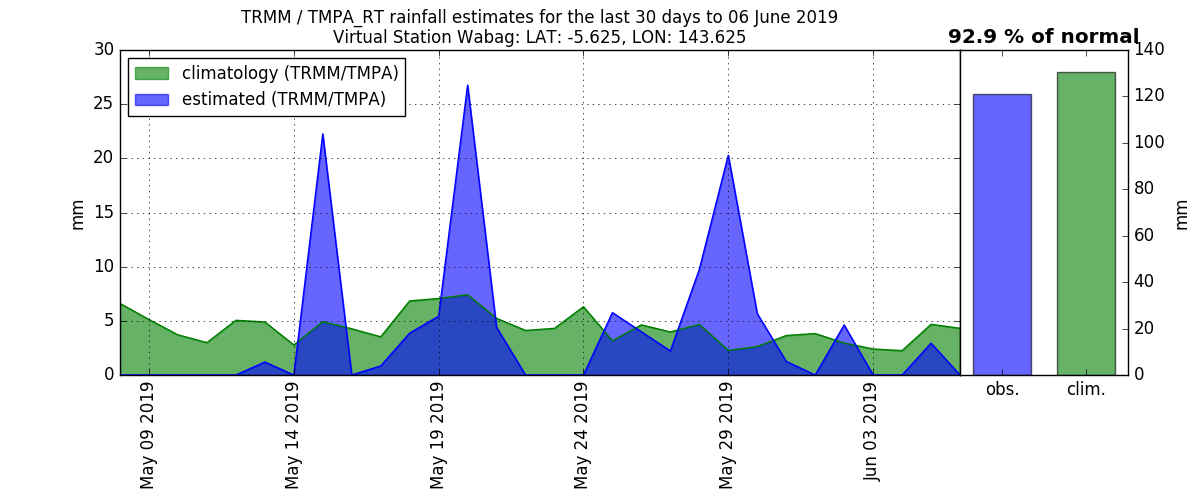 TRMM / TMPA_RT rainfall estimates for the last 30 days to 06 June 2019
Virtual Station Wabag: LAT: -5.625, LON: 143.625
92.9 % of normal
climatology (TRMM/TMPA)
estimated (TRMM/TMPA)
30
25
20
15
10
5
0
mm
May 09 2019
May 14 2019
May 19 2019
May 24 2019
May 29 2019
Jun 03 2019
140
120
100
80
60
40
20
0
mm
obs.
clim.